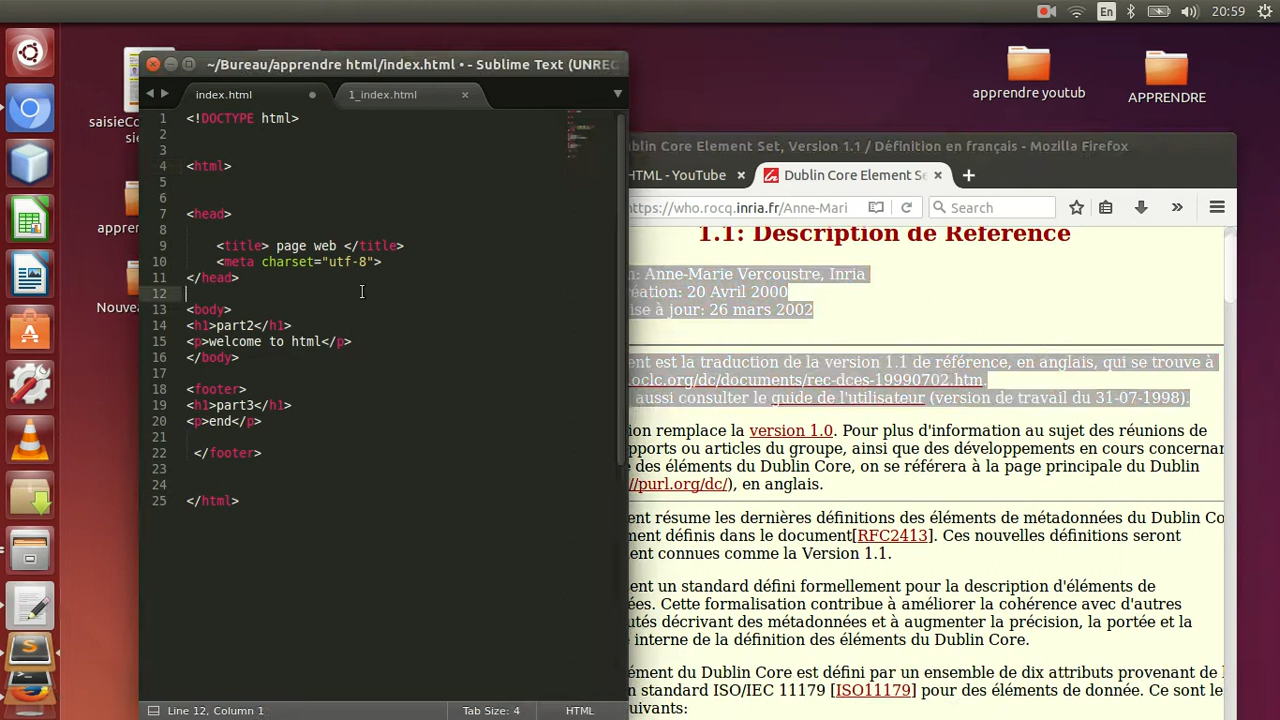 En
20:59
saisieCo
sie
appren
Nouve
apprendre youtub
APPRENDRE
~/Bureau/apprendre html/index.html • - Sublime Text (UNREC
index.html
1_index.html
1 <!DOCTYPE html>
2
3
4 <html>
5
6
7 <head>
8
9 <title> page web </title>
10 <meta charset="utf-8">
11 </head>
12
13 <body>
14 <h1>part2</h1>
15 <p>welcome to html</p>
16 </body>
17
18 <footer>
19 <h1>part3</h1>
20 <p>end</p>
21
22 </footer>
23
24
25 </html>
Line 12, Column 1
Tab Size: 4
HTML
Dublin Core Element Set, Version 1.1 / Définition en français - Mozilla Firefox
HTML - YouTube
Dublin Core Element Se
https://who.rocq.inria.fr/Anne-Mari
Search
1.1: Description de Référence
n: Anne-Marie Vercoustre, Inria
réation: 20 Avril 2000
ise à jour: 26 mars 2002
ent est la traduction de la version 1.1 de référence, en anglais, qui se trouve à
.oclc.org/dc/documents/rec-dces-19990702.htm.
aussi consulter le guide de l'utilisateur (version de travail du 31-07-1998).
ion remplace la version 1.0. Pour plus d'information au sujet des réunions de
pports ou articles du groupe, ainsi que des développements en cours concernan
e des éléments du Dublin Core, on se référera à la page principale du Dublin
//purl.org/dc/), en anglais.
ent résume les dernières définitions des éléments de métadonnées du Dublin Co
ment définis dans le document[RFC2413]. Ces nouvelles définitions seront
ent connues comme la Version 1.1.
ent un standard défini formellement pour la description d'éléments de
ées. Cette formalisation contribue à améliorer la cohérence avec d'autres
utés décrivant des métadonnées et à augmenter la précision, la portée et la
interne de la définition des éléments du Dublin Core.
ément du Dublin Core est défini par un ensemble de dix attributs provenant de l
n standard ISO/IEC 11179 [ISO11179] pour des éléments de donnée. Ce sont le
uivants: